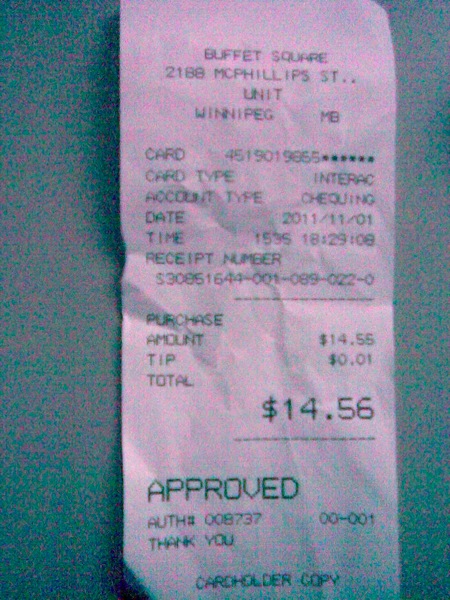 BUFFET SQUARE
2188 MCPHILLIPS ST..
UNIT
WINNIPEG MB
CARD 4519019855******
CARD TYPE INTERAC
ACCOUNT TYPE CHEQUING
DATE 2011/11/01
TIME 1595 18:29:08
RECEIPT NUMBER
S30851644-001-089-022-0
PURCHASE
AMOUNT $14.55
TIP $0.01
TOTAL
$14.56
APPROVED
AUTH# 008737 00-001
THANK YOU
CARDHOLDER COPY